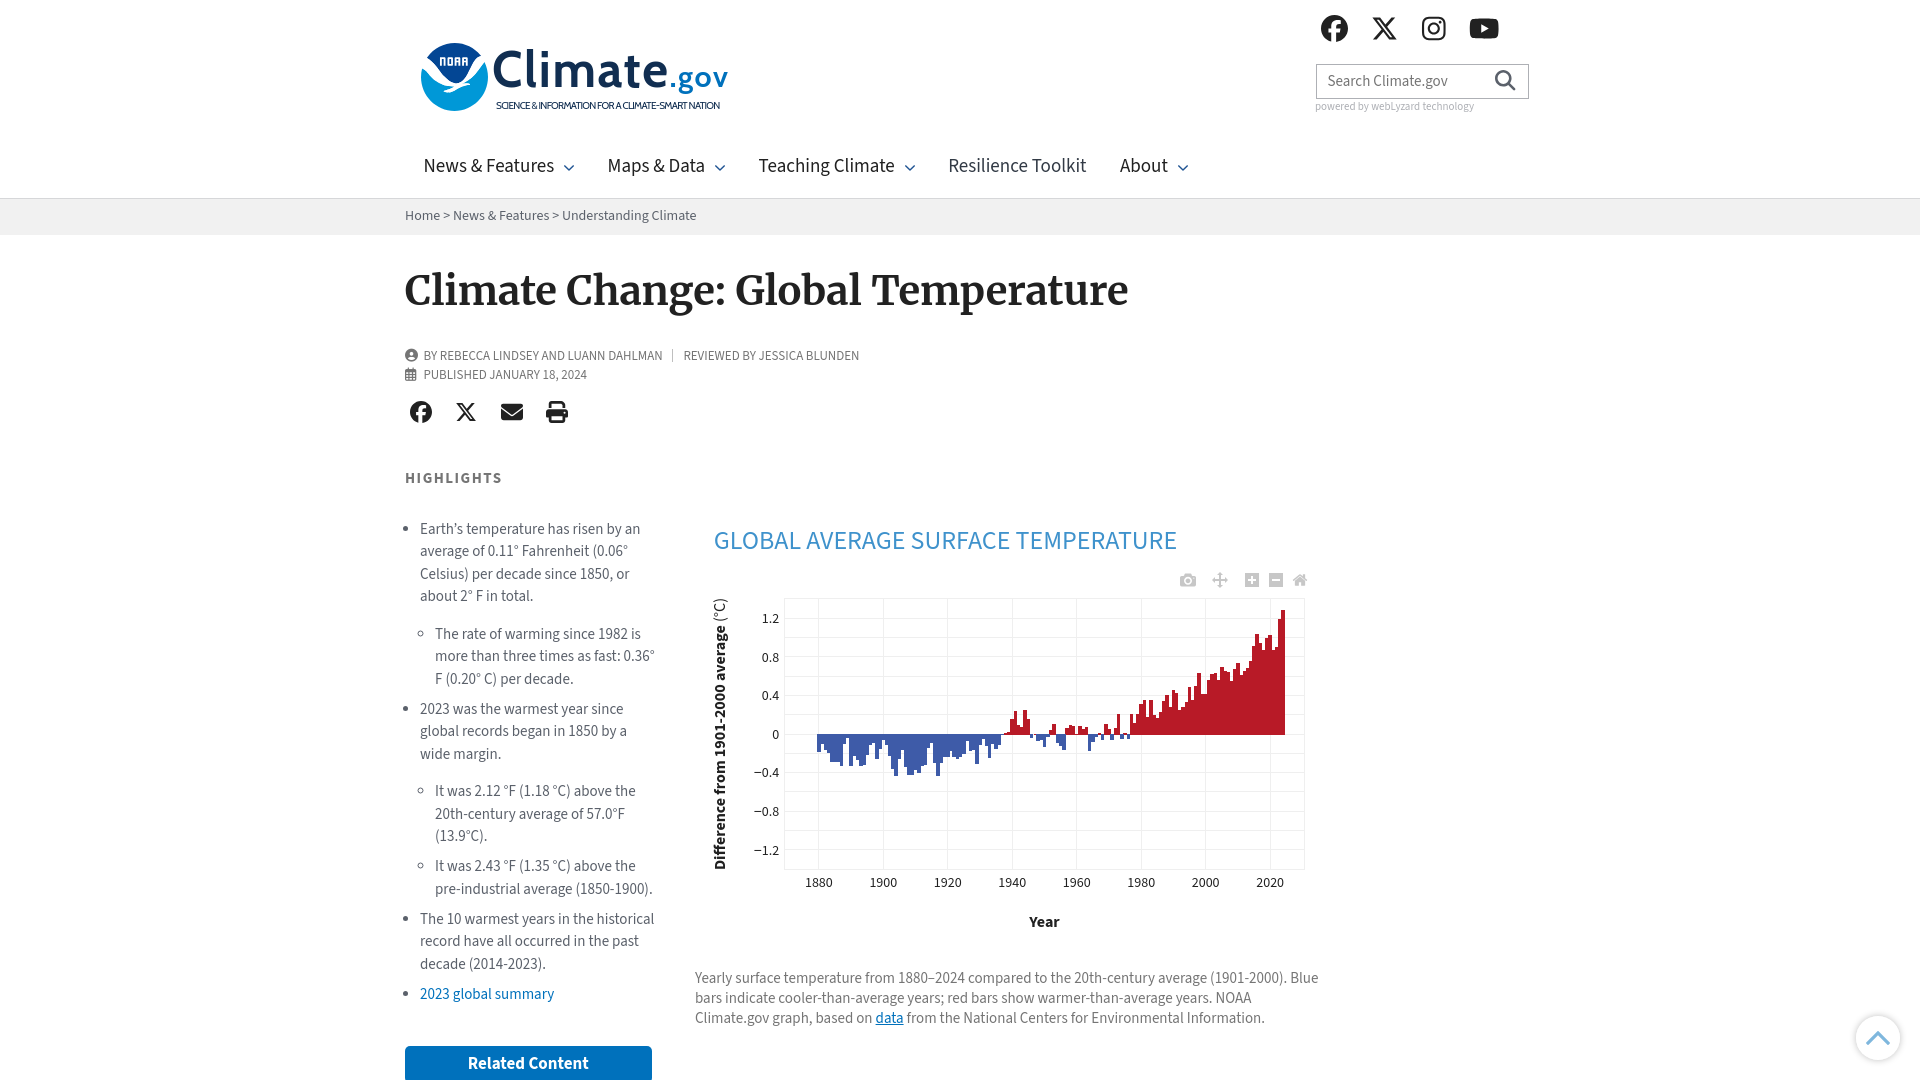 NOAA
Climate.gov
SCIENCE & INFORMATION FOR A CLIMATE-SMART NATION
Search Climate.gov
powered by webLyzard technology
News & Features
Maps & Data
Teaching Climate
Resilience Toolkit
About
Home > News & Features > Understanding Climate
Climate Change: Global Temperature
BY REBECCA LINDSEY AND LUANN DAHLMAN
REVIEWED BY JESSICA BLUNDEN
PUBLISHED JANUARY 18, 2024
HIGHLIGHTS
Earth’s temperature has risen by an
average of 0.11° Fahrenheit (0.06°
Celsius) per decade since 1850, or
about 2° F in total.
The rate of warming since 1982 is
more than three times as fast: 0.36°
F (0.20° C) per decade.
2023 was the warmest year since
global records began in 1850 by a
wide margin.
It was 2.12 °F (1.18 °C) above the
20th-century average of 57.0°F
(13.9°C).
It was 2.43 °F (1.35 °C) above the
pre-industrial average (1850-1900).
The 10 warmest years in the historical
record have all occurred in the past
decade (2014-2023).
2023 global summary
Related Content
GLOBAL AVERAGE SURFACE TEMPERATURE
Difference from 1901-2000 average (°C)
1.2
0.8
0.4
0
−0.4
−0.8
−1.2
1880 1900 1920 1940 1960 1980 2000 2020
Year
Yearly surface temperature from 1880–2024 compared to the 20th-century average (1901-2000). Blue
bars indicate cooler-than-average years; red bars show warmer-than-average years. NOAA
Climate.gov graph, based on data from the National Centers for Environmental Information.